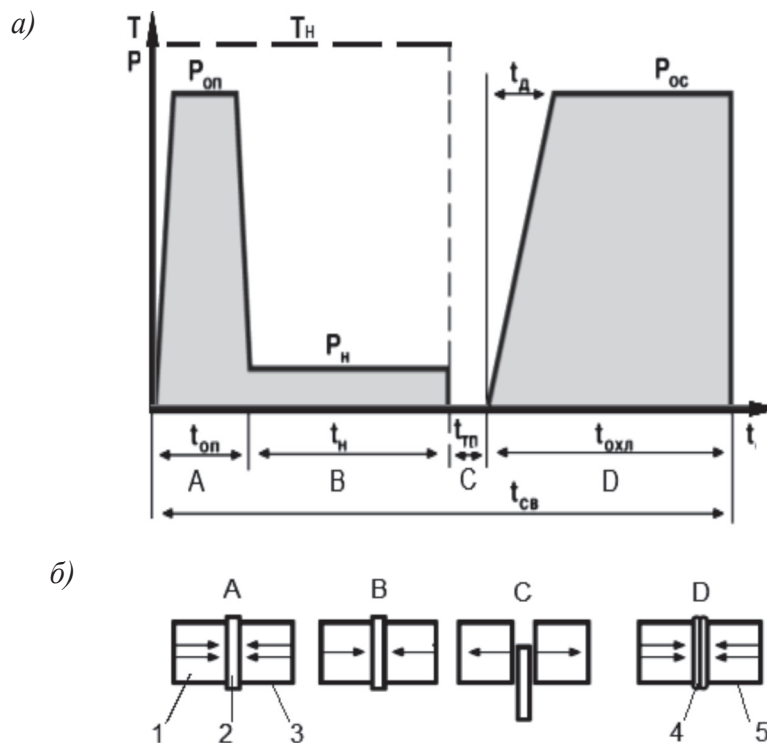 а)
T Tн
P Pоп tд Pос
Pн
tоп tн tтп tохл t
A B C D
tсв
б)
A B C D
1 2 3 4 5